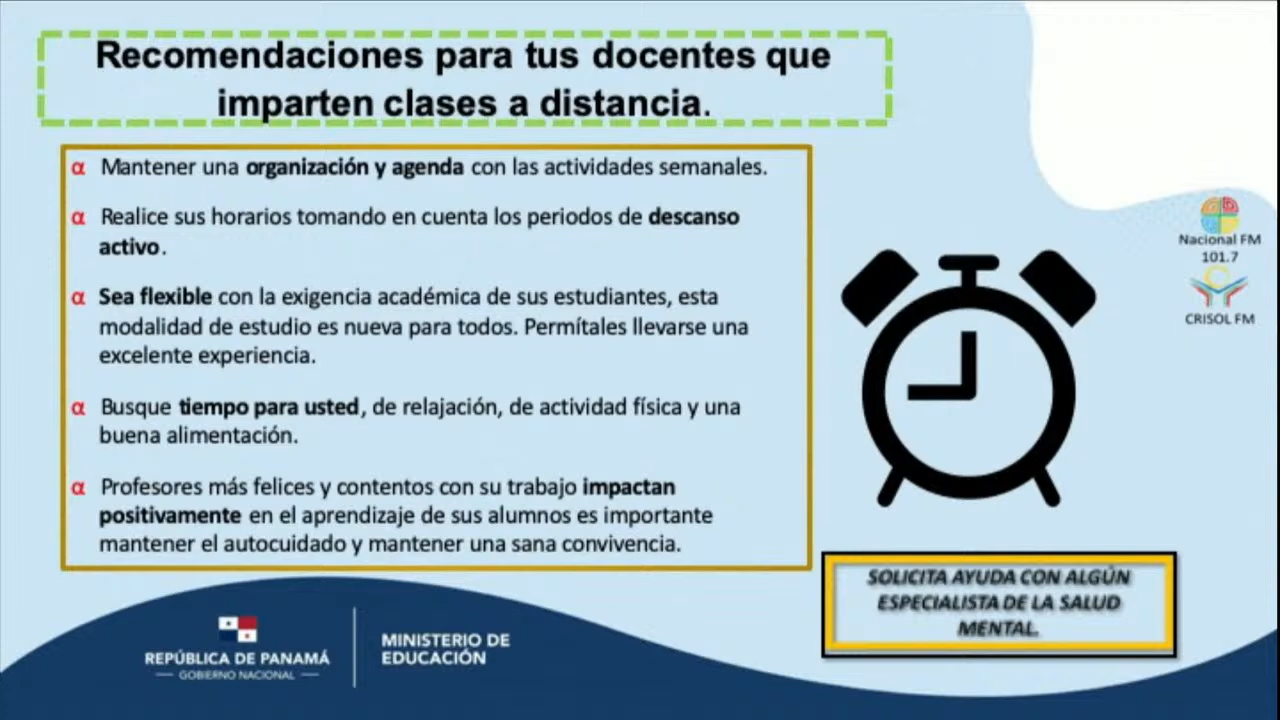 Recomendaciones para tus docentes que
imparten clases a distancia.
α Mantener una organización y agenda con las actividades semanales.
α Realice sus horarios tomando en cuenta los periodos de descanso
activo.
α Sea flexible con la exigencia académica de sus estudiantes, esta
modalidad de estudio es nueva para todos. Permítales llevarse una
excelente experiencia.
α Busque tiempo para usted, de relajación, de actividad física y una
buena alimentación.
α Profesores más felices y contentos con su trabajo impactan
positivamente en el aprendizaje de sus alumnos es importante
mantener el autocuidado y mantener una sana convivencia.
Nacional FM
101.7
CRISOL FM
SOLICITA AYUDA CON ALGÚN
ESPECIALISTA DE LA SALUD
MENTAL.
REPÚBLICA DE PANAMÁ
GOBIERNO NACIONAL
MINISTERIO DE
EDUCACIÓN